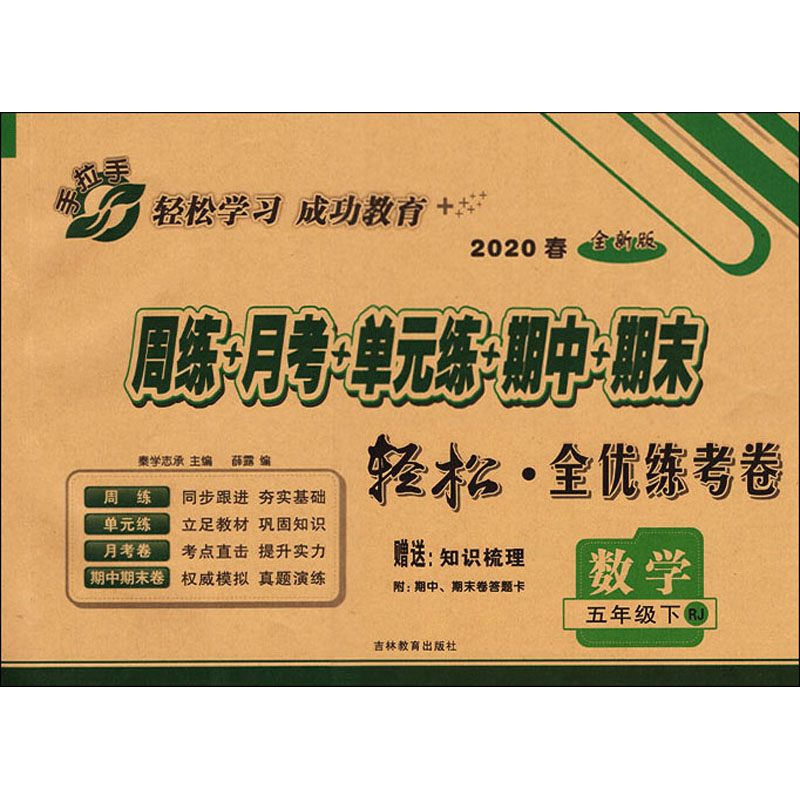 手拉手
轻松学习 成功教育
2020 春 全新版
周练+月考+单元练+期中+期末
秦学志承 主编 薛露 编
轻松·全优练考卷
周练 同步跟进 夯实基础
单元练 立足教材 巩固知识
月考卷 考点直击 提升实力
期中期末卷 权威模拟 真题演练
赠送：知识梳理
附：期中、期末卷答题卡
数学
五年级下 RJ
吉林教育出版社